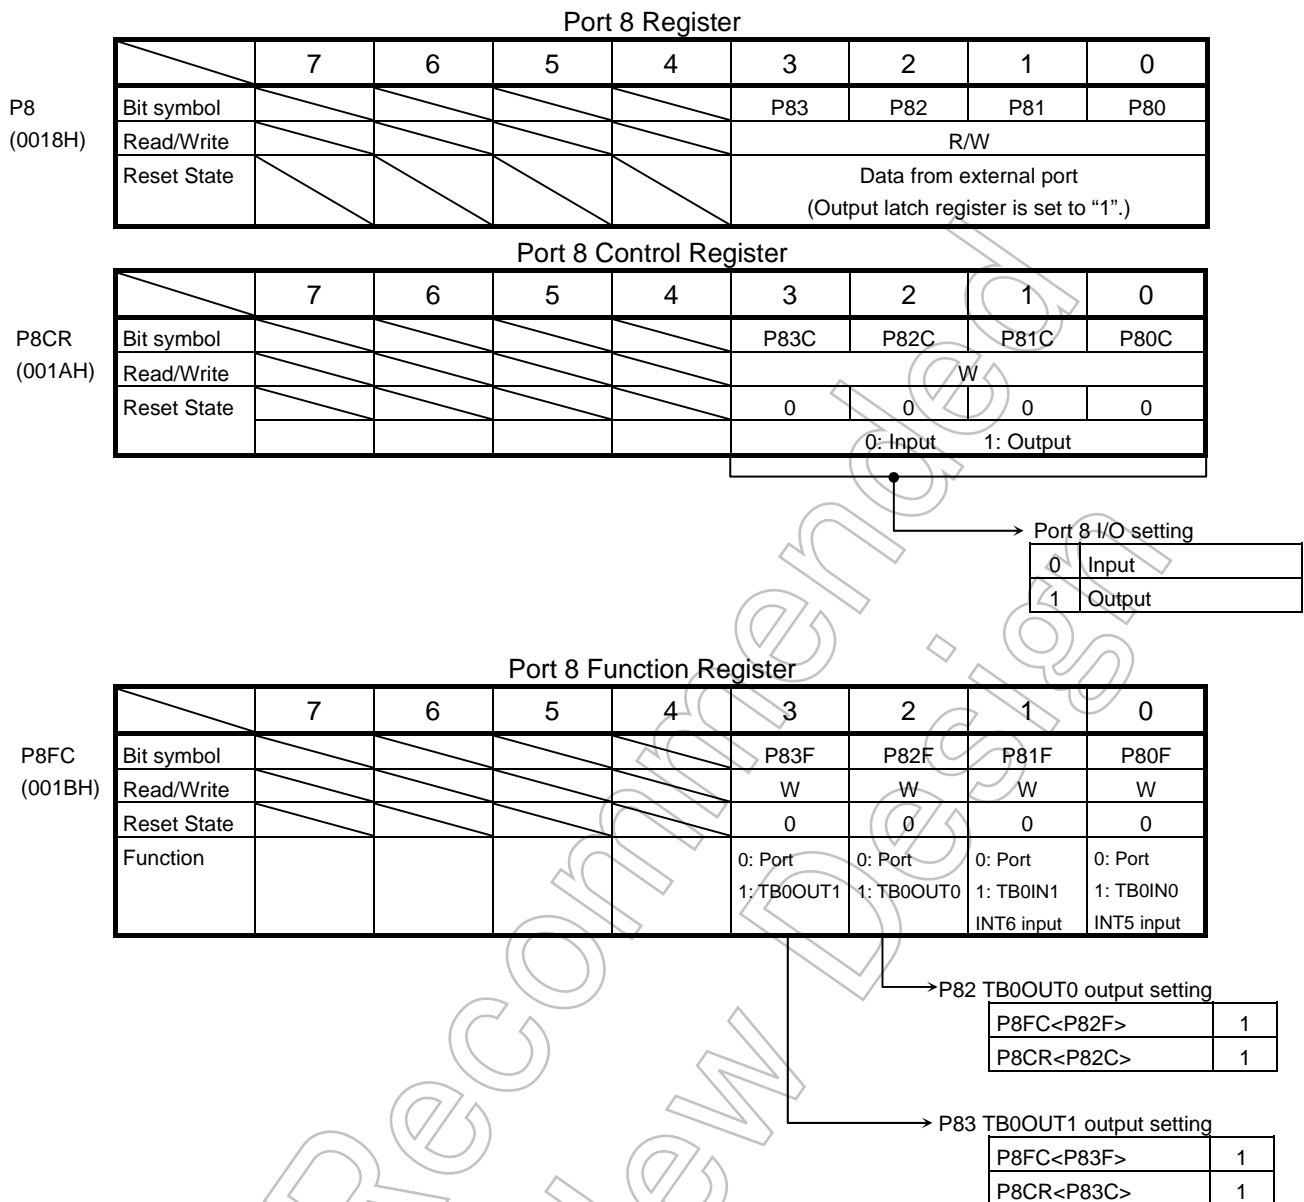 Port 8 Register
7 6 5 4 3 2 1 0
P8
(0018H)
Bit symbol P83 P82 P81 P80
Read/Write R/W
Reset State Data from external port
(Output latch register is set to “1”.)
Port 8 Control Register
7 6 5 4 3 2 1 0
P8CR
(001AH)
Bit symbol P83C P82C P81C P80C
Read/Write W
Reset State 0 0 0 0
0: Input 1: Output
Port 8 I/O setting
0 Input
1 Output
Port 8 Function Register
7 6 5 4 3 2 1 0
P8FC
(001BH)
Bit symbol P83F P82F P81F P80F
Read/Write W W W W
Reset State 0 0 0 0
Function 0: Port 0: Port 0: Port 0: Port
1: TB0OUT1 1: TB0OUT0 1: TB0IN1 1: TB0IN0
INT6 input INT5 input
P82 TB0OUT0 output setting
P8FC<P82F> 1
P8CR<P82C> 1
P83 TB0OUT1 output setting
P8FC<P83F> 1
P8CR<P83C> 1
Recommended
ew Design